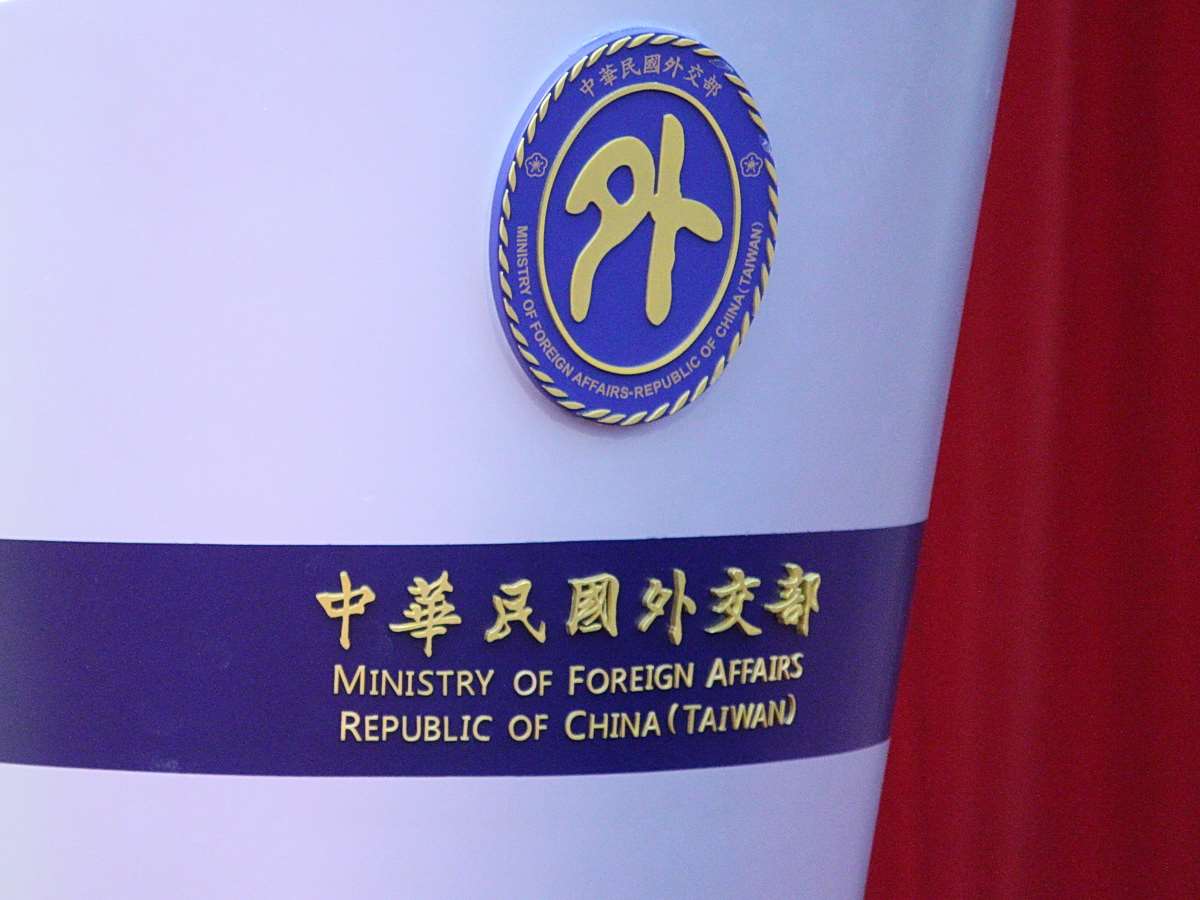 中華民國外交部
外
MINISTRY OF FOREIGN AFFAIRS-REPUBLIC OF CHINA(TAIWAN)
中華民國外交部
MINISTRY OF FOREIGN AFFAIRS
REPUBLIC OF CHINA (TAIWAN)